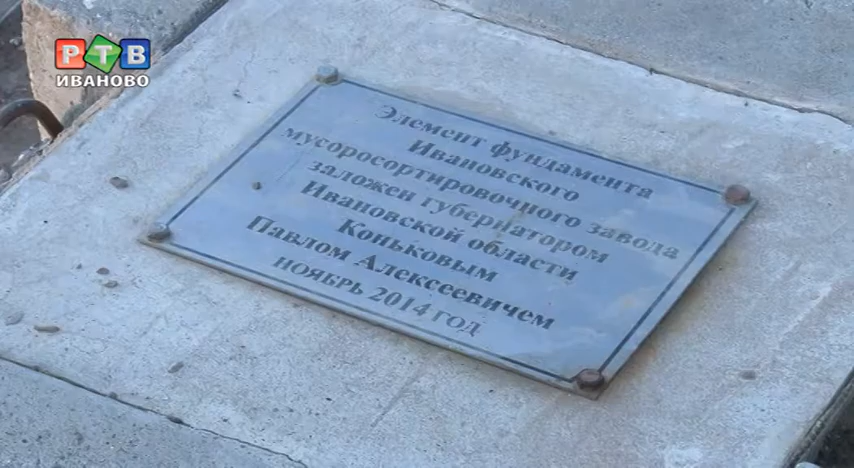 РТВ
ИВАНОВО
Элемент фундамента
Ивановского
мусоросортировочного завода
заложен губернатором
Ивановской области
Коньковым
Павлом Алексеевичем
НОЯБРЬ 2014 год